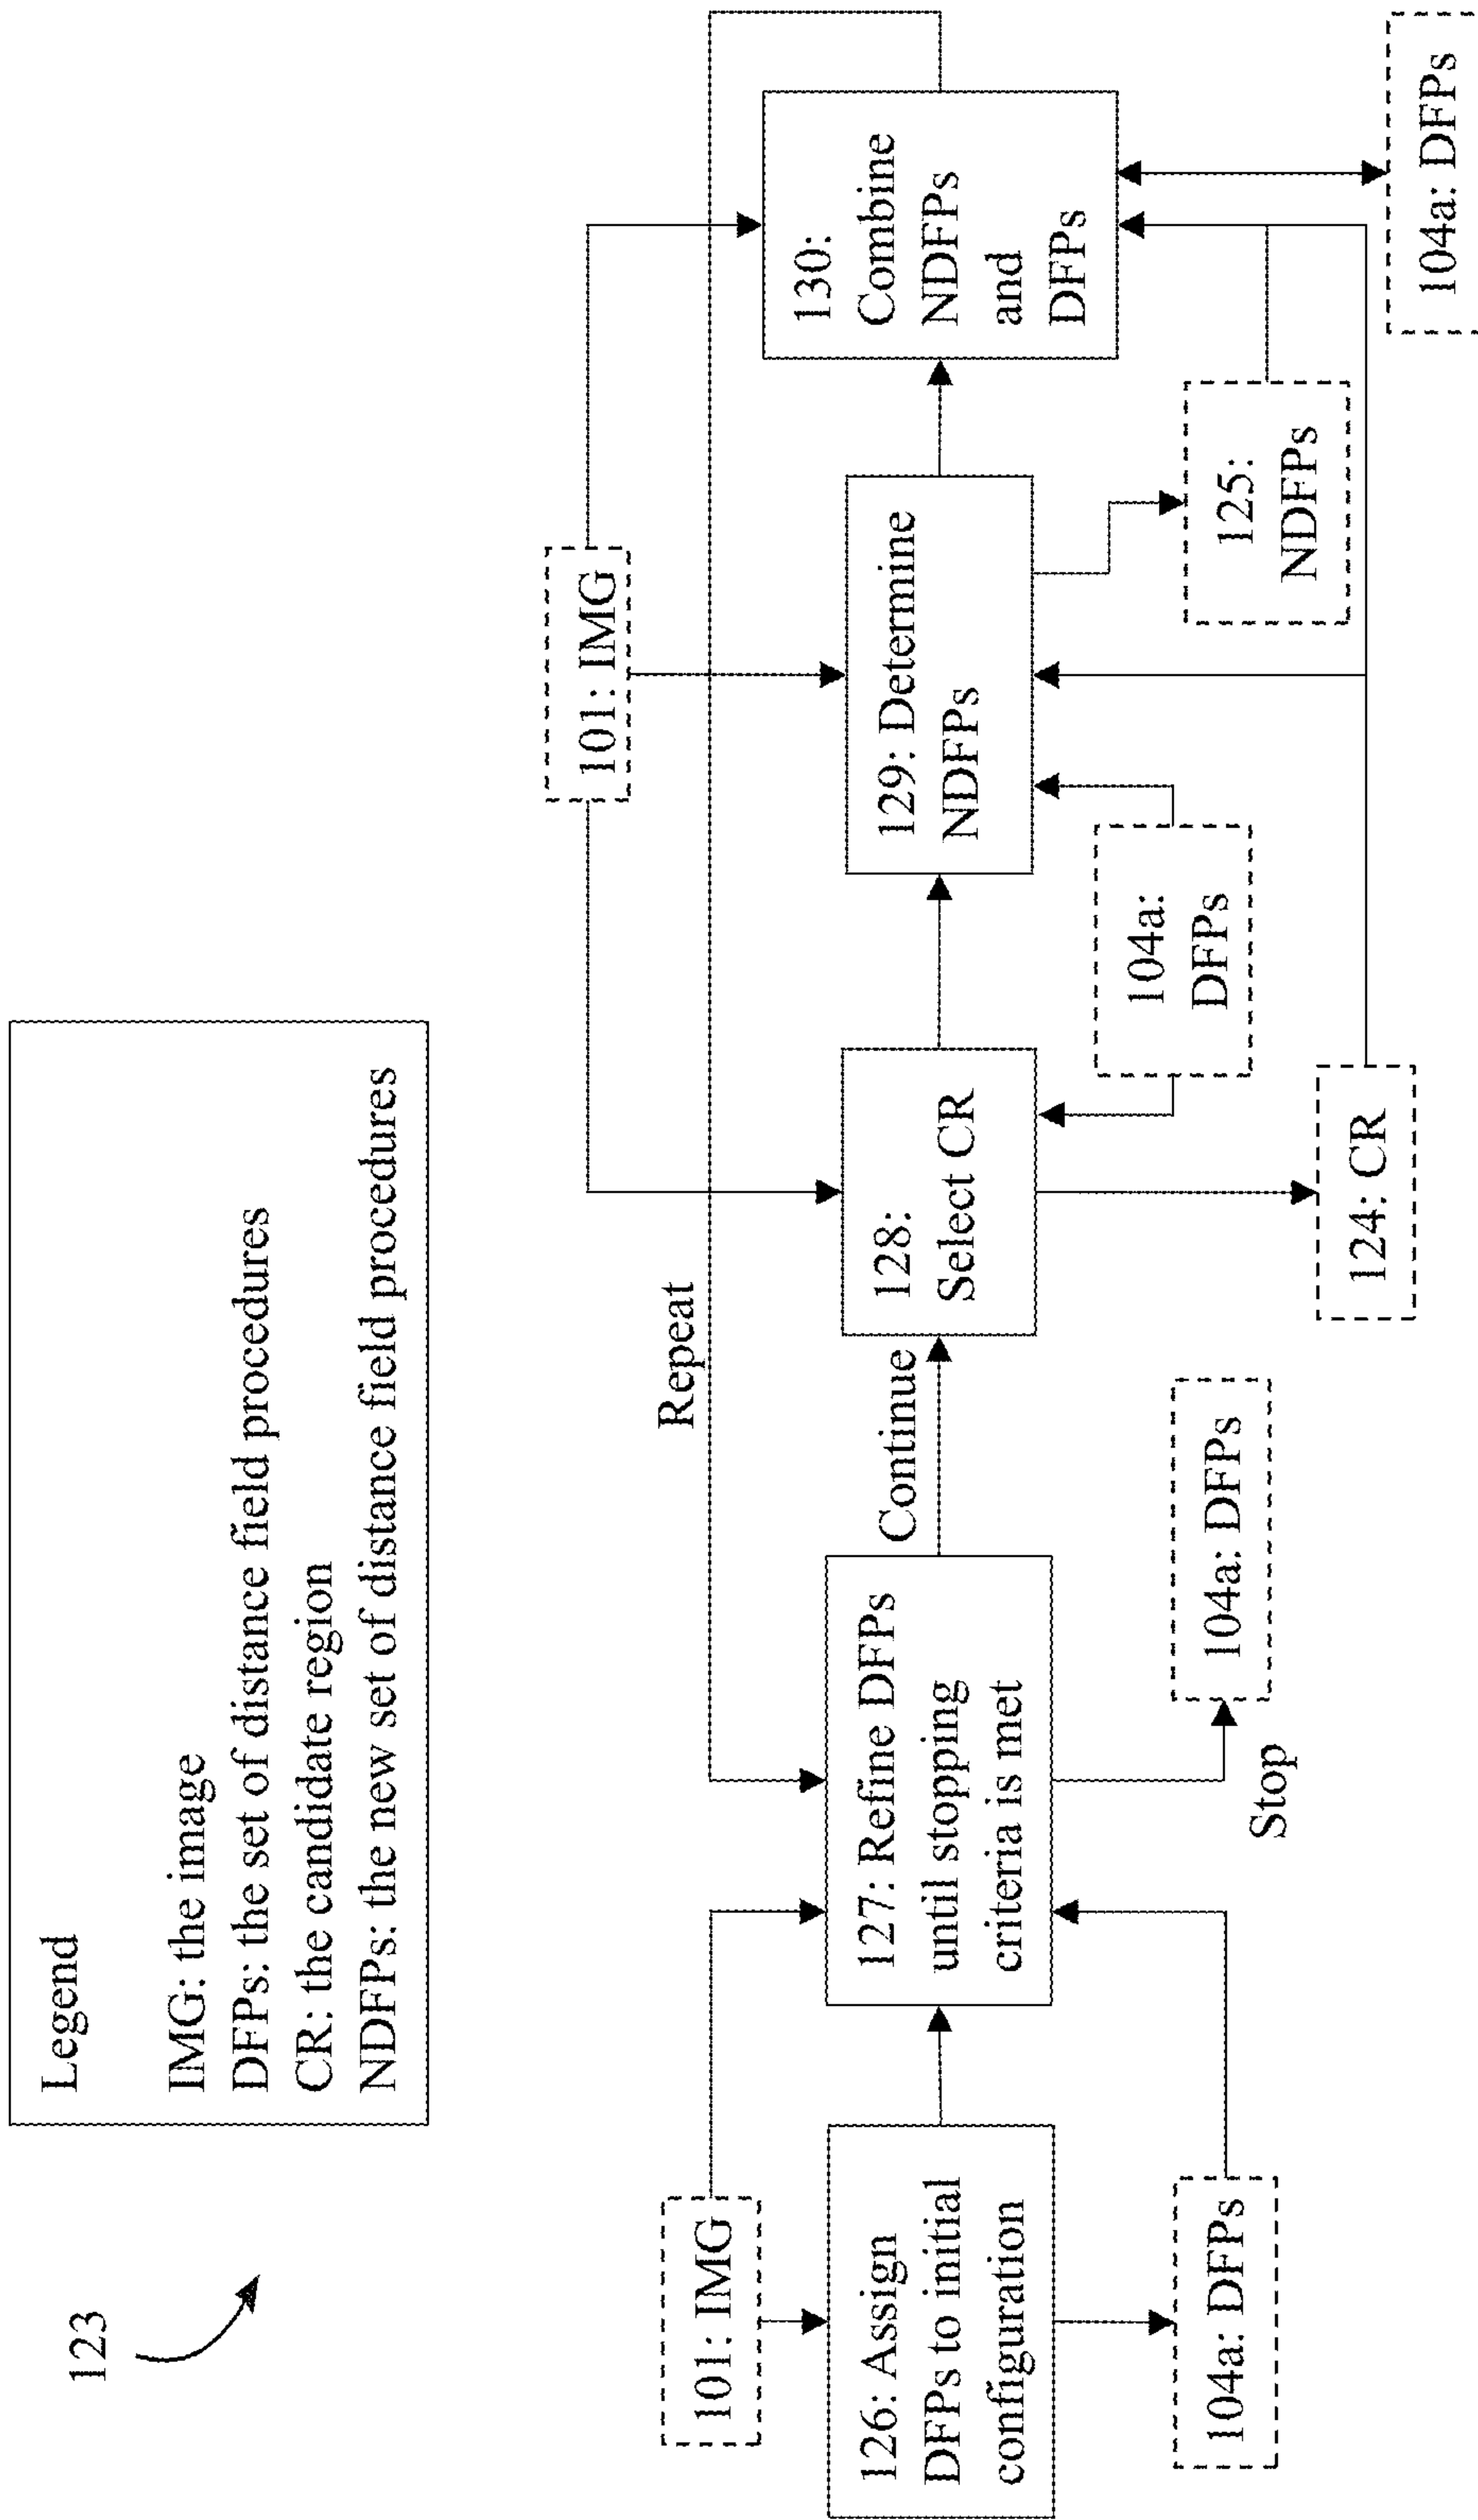 123
Legend
IMG: the image
DFPs: the set of distance field procedures
CR: the candidate region
NDFPs: the new set of distance field procedures
101: IMG
126: Assign
DFPs to initial
configuration
104a: DFPs
127: Refine DFPs
until stopping
criteria is met
Stop
104a: DFPs
Continue
Repeat
128:
Select CR
124: CR
101: IMG
104a:
DFPs
129: Determine
NDFPs
125:
NDFPs
130:
Combine
NDFPs
and
DFPs
104a: DFPs